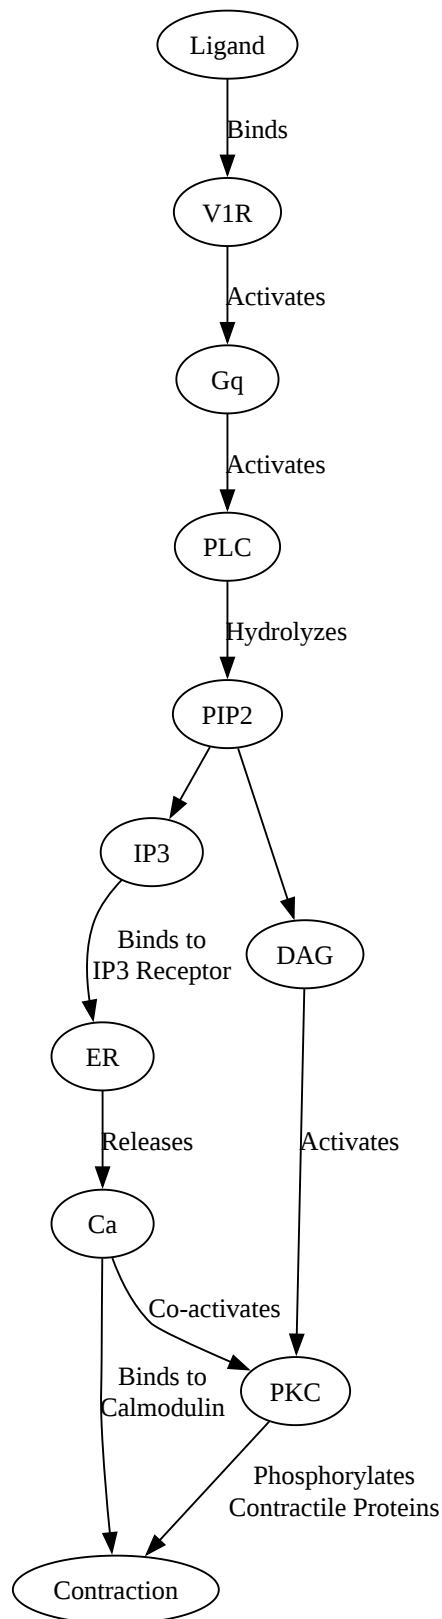 Ligand
Binds
V1R
Activates
Gq
Activates
PLC
Hydrolyzes
PIP2
IP3
Binds to
IP3 Receptor
DAG
ER
Releases
Activates
Ca
Co-activates
Binds to
Calmodulin
PKC
Phosphorylates
Contractile Proteins
Contraction